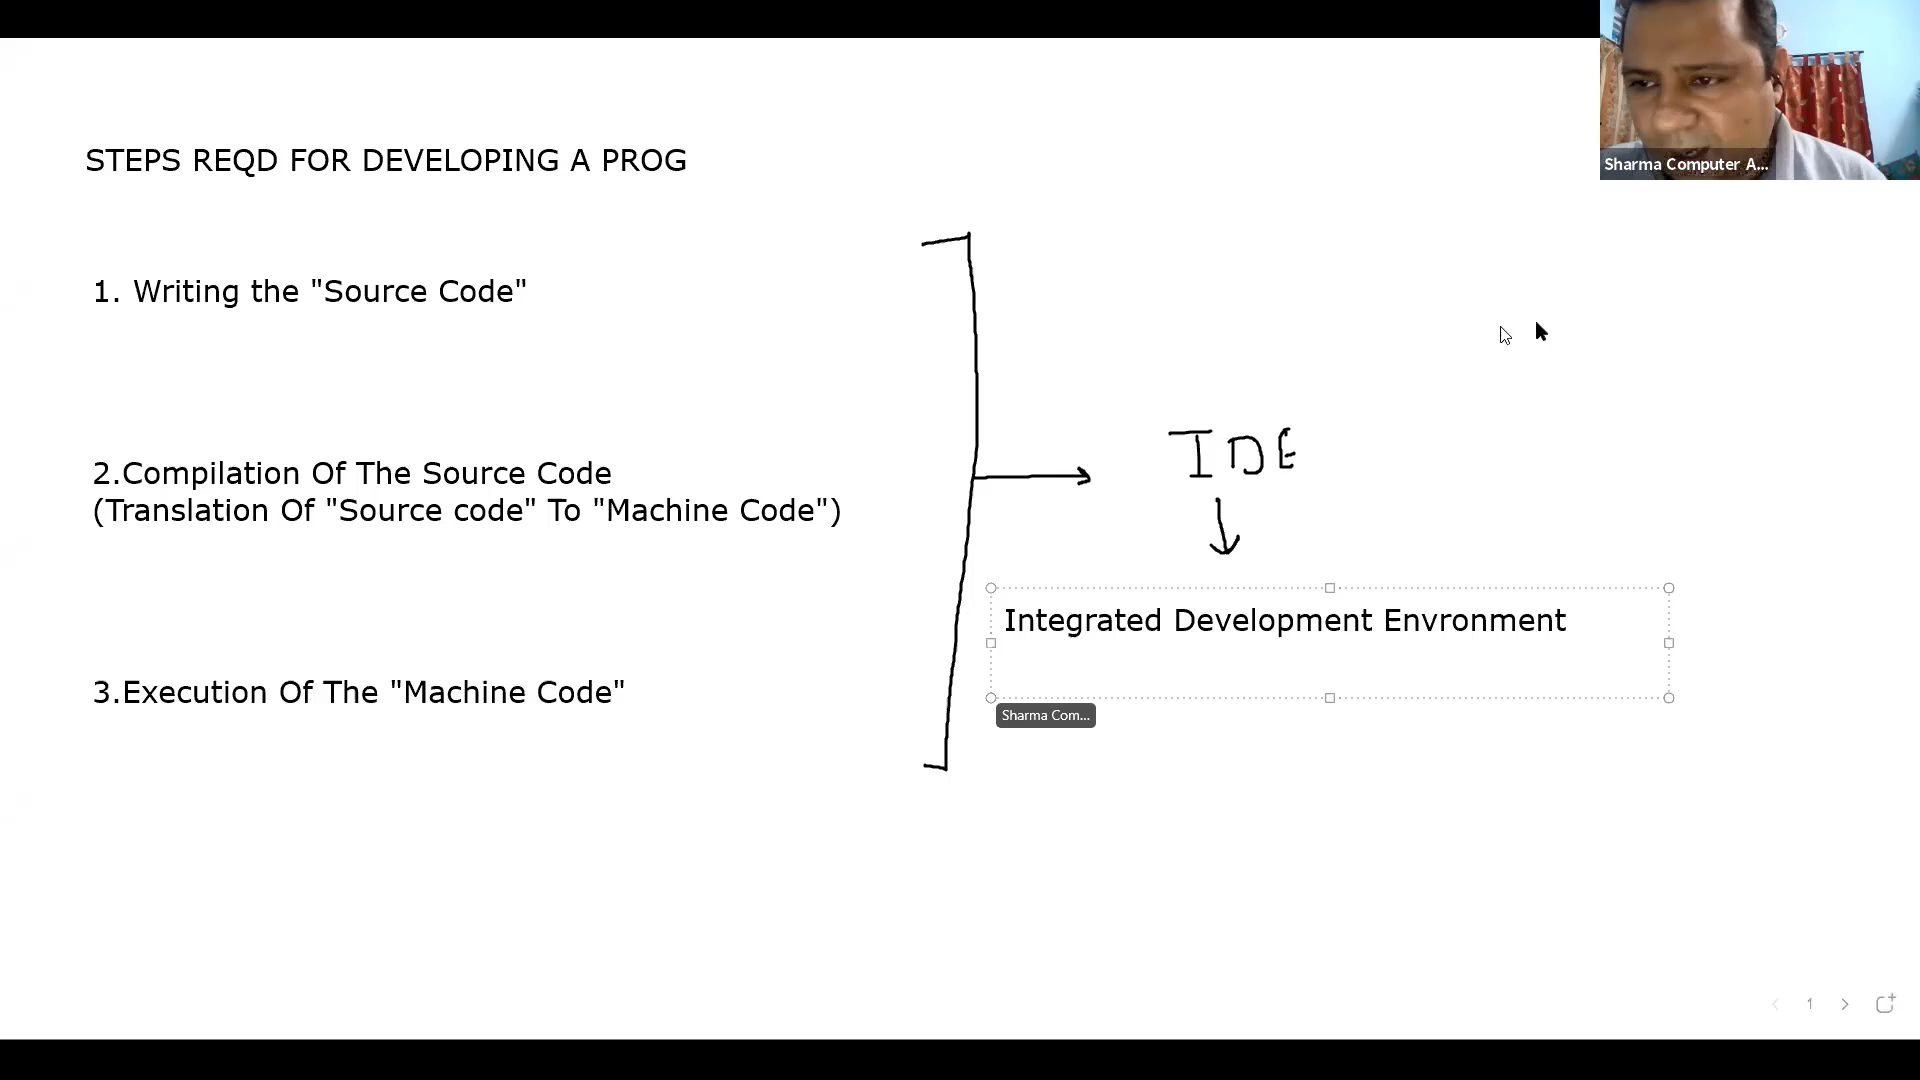 Sharma Computer A...
STEPS REQD FOR DEVELOPING A PROG
1. Writing the "Source Code"
2.Compilation Of The Source Code
(Translation Of "Source code" To "Machine Code")
3.Execution Of The "Machine Code"
IDE
Integrated Development Envronment
Sharma Com...
1